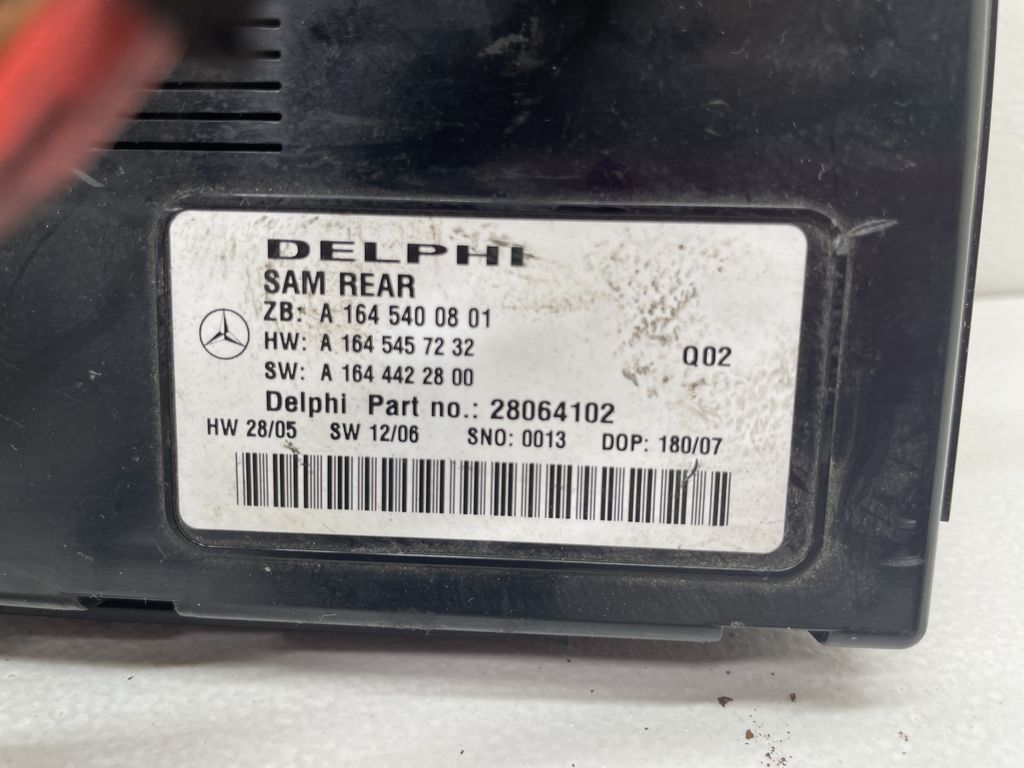 DELPHI
SAM REAR
ZB: A 164 540 08 01
HW: A 164 545 72 32
Q02
SW: A 164 442 28 00
Delphi Part no.: 28064102
HW 28/05 SW 12/06 SNO: 0013 DOP: 180/07